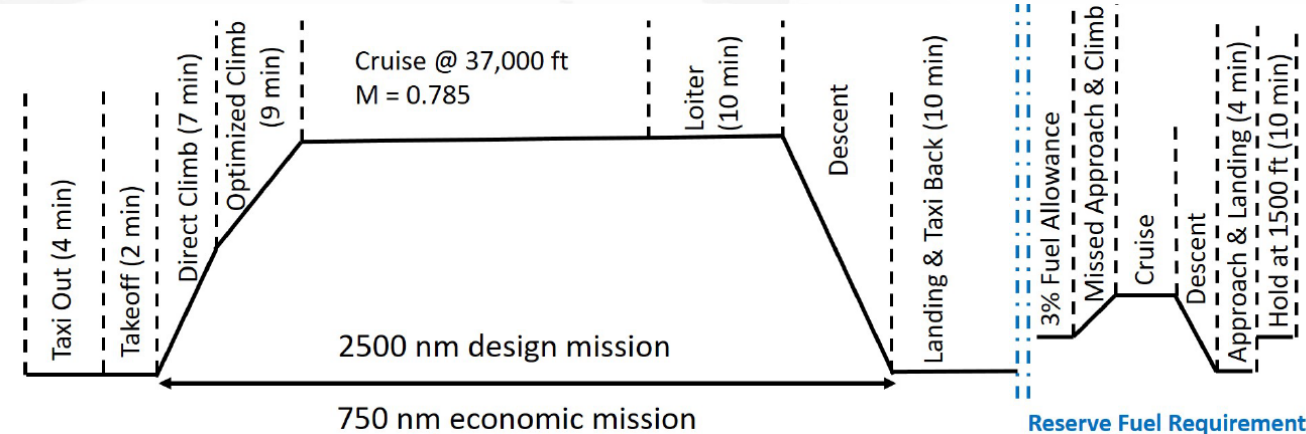 Taxi Out (4 min)
Takeoff (2 min)
Direct Climb (7 min)
Optimized Climb
(9 min)
Cruise @ 37,000 ft
M = 0.785
Loiter
(10 min)
Descent
Landing & Taxi Back (10 min)
2500 nm design mission
750 nm economic mission
3% Fuel Allowance
Missed Approach & Climb
Cruise
Descent
Approach & Landing (4 min)
Hold at 1500 ft (10 min)
Reserve Fuel Requirement